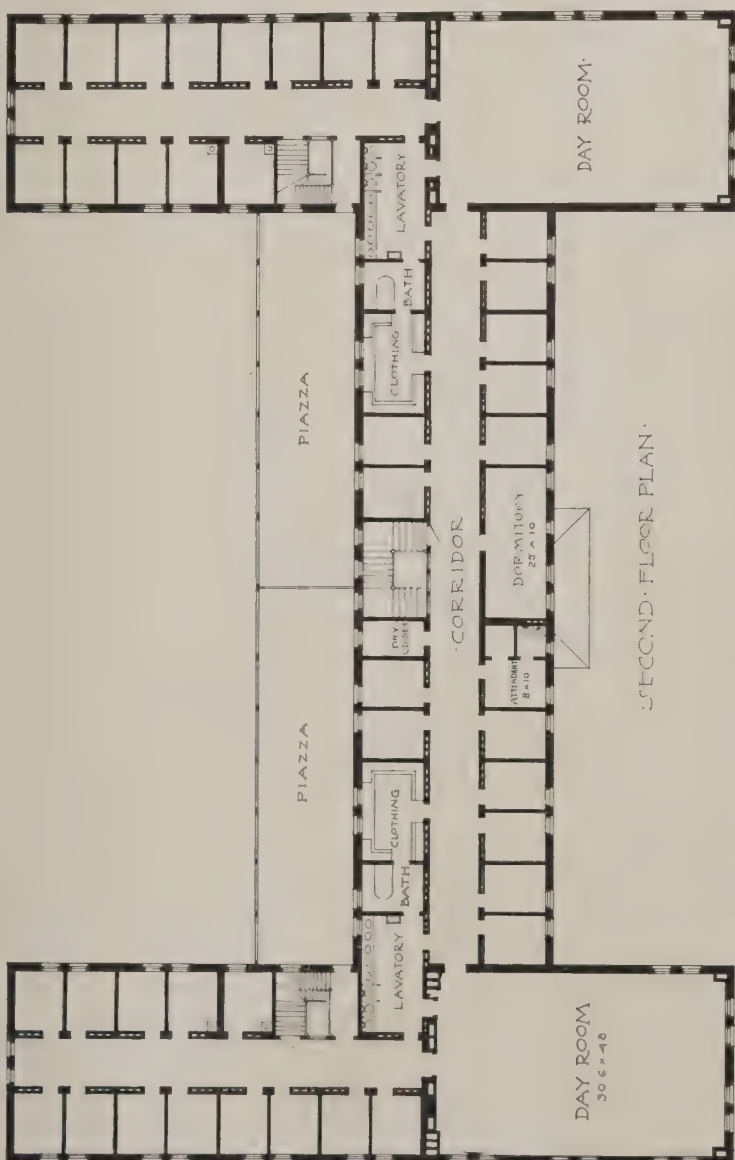 DAY ROOM·
LAVATORY
BATH
CLOTHING
PIAZZA
·CORRIDOR
DORMITORY
25 × 10
DRY
CLOSET
ATTENDANT
8 × 10
PIAZZA
CLOTHING
BATH
LAVATORY
DAY ROOM
30 6 × 48
SECOND·FLOOR PLAN·